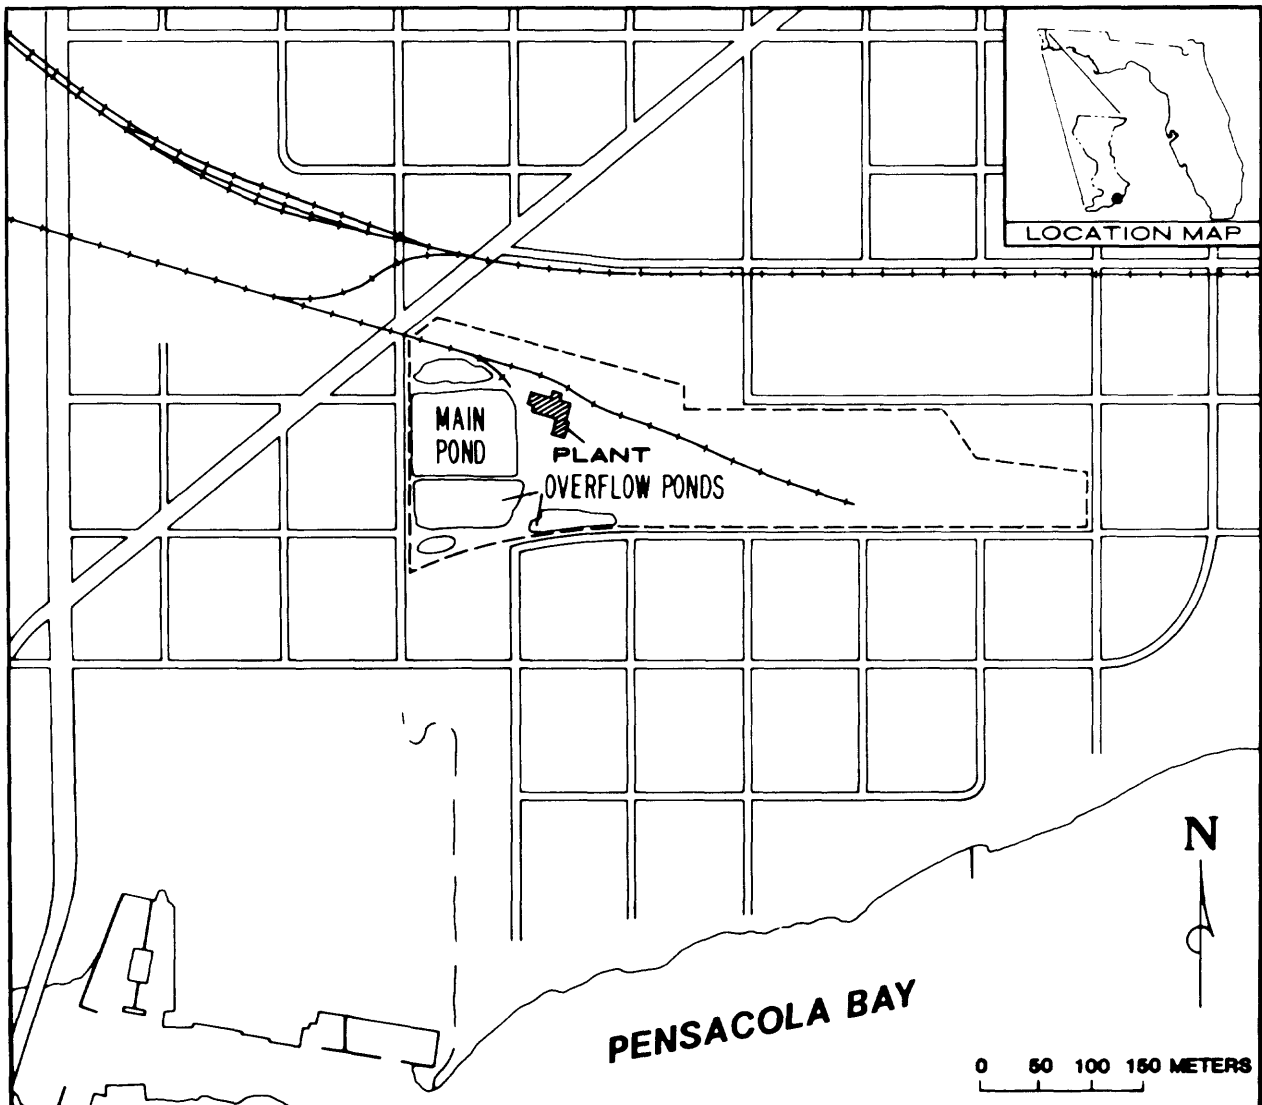 LOCATION MAP
MAIN
POND
PLANT
OVERFLOW PONDS
N
PENSACOLA BAY
0 50 100 150 METERS